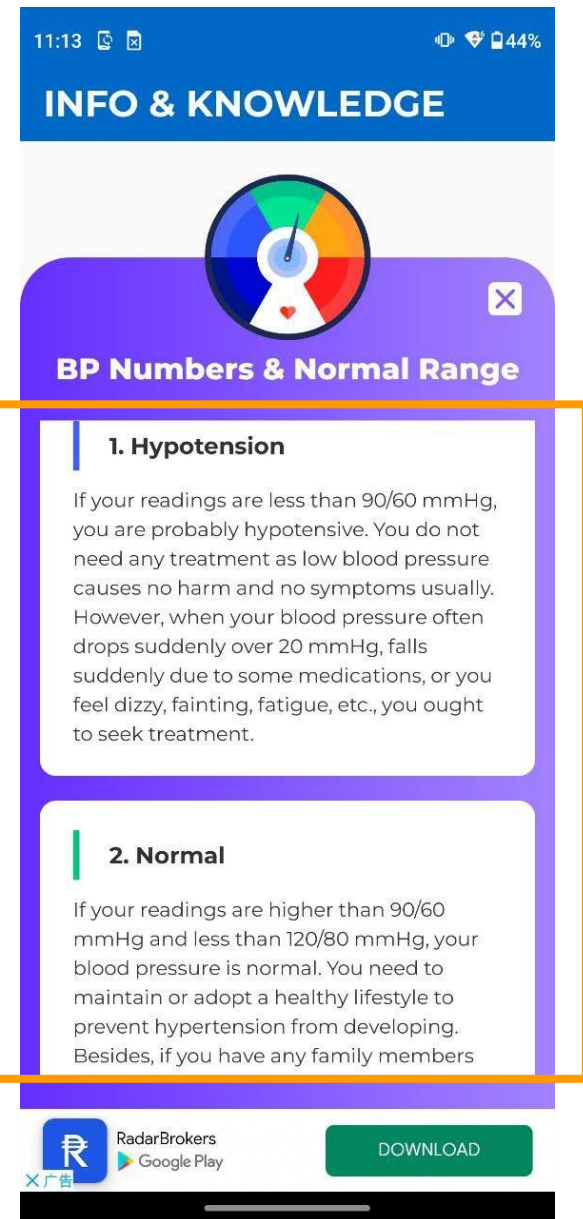 11:13
44%
INFO & KNOWLEDGE
BP Numbers & Normal Range
1. Hypotension
If your readings are less than 90/60 mmHg,
you are probably hypotensive. You do not
need any treatment as low blood pressure
causes no harm and no symptoms usually.
However, when your blood pressure often
drops suddenly over 20 mmHg, falls
suddenly due to some medications, or you
feel dizzy, fainting, fatigue, etc., you ought
to seek treatment.
2. Normal
If your readings are higher than 90/60
mmHg and less than 120/80 mmHg, your
blood pressure is normal. You need to
maintain or adopt a healthy lifestyle to
prevent hypertension from developing.
Besides, if you have any family members
RadarBrokers
Google Play
DOWNLOAD
广告